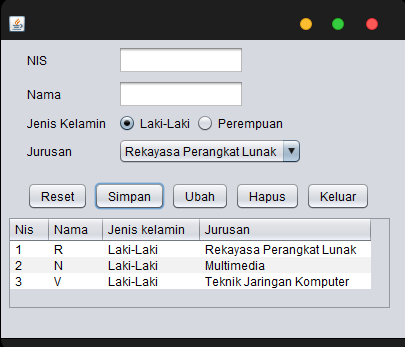 NIS
Nama
Jenis Kelamin Laki-Laki Perempuan
Jurusan Rekayasa Perangkat Lunak
Reset Simpan Ubah Hapus Keluar
Nis Nama Jenis kelamin Jurusan
1 R Laki-Laki Rekayasa Perangkat Lunak
2 N Laki-Laki Multimedia
3 V Laki-Laki Teknik Jaringan Komputer